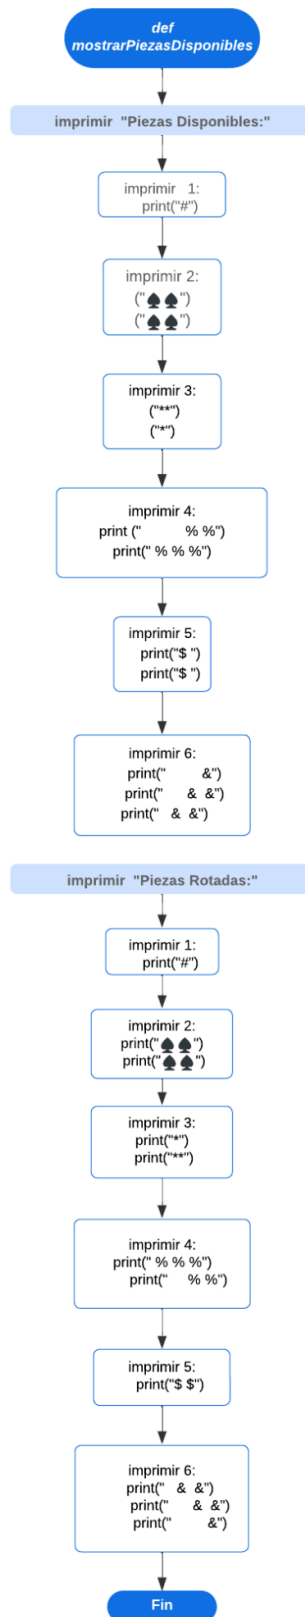 def
mostrarPiezasDisponibles
imprimir  "Piezas Disponibles:"
imprimir   1:
print("#")
imprimir 2:
("♠♠")
("♠♠")
imprimir 3:
("**")
("*")
imprimir 4:
print ("           % %")
print(" % % %")
imprimir 5:
print("$ ")
print("$ ")
imprimir 6:
print("         &")
print("      &  &")
print("   &  &")
imprimir  "Piezas Rotadas:"
imprimir 1:
print("#")
imprimir 2:
print("♠♠")
print("♠♠")
imprimir 3:
print("*")
print("**")
imprimir 4:
print(" % % %")
print("     % %")
imprimir 5:
print("$ $")
imprimir 6:
print("   &  &")
print("      &  &")
print("         &")
Fin